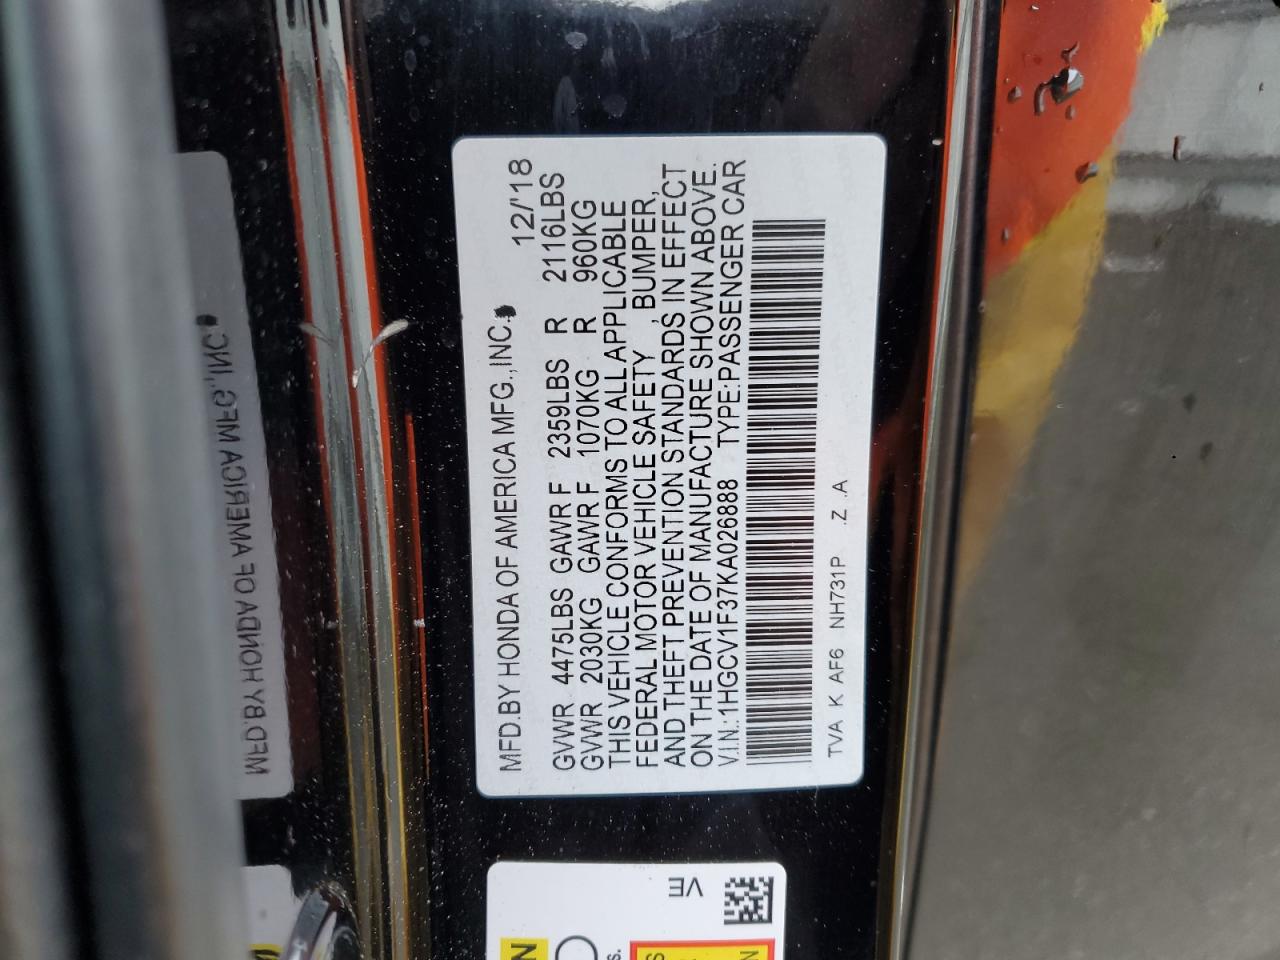 MFD.BY HONDA OF AMERICA MFG.,INC. 12/'18
GVWR 4475LBS GAWR F 2359LBS R 2116LBS
GVWR 2030KG GAWR F 1070KG R 960KG
THIS VEHICLE CONFORMS TO ALL APPLICABLE
FEDERAL MOTOR VEHICLE SAFETY , BUMPER,
AND THEFT PREVENTION STANDARDS IN EFFECT
ON THE DATE OF MANUFACTURE SHOWN ABOVE.
V.I.N.:1HGCV1F37KA026888 TYPE:PASSENGER CAR
TVA K AF6 NH731P .Z .A
MFD.BY HONDA OF AMERICA MFG.,INC.
VE